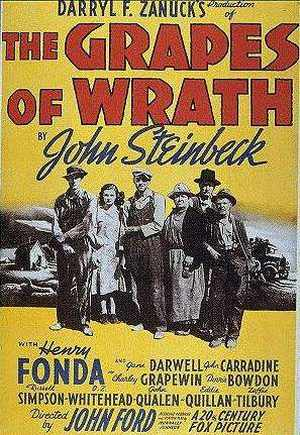 DARRYL F. ZANUCK'S Production of
THE GRAPES
OF WRATH
BY John Steinbeck
WITH Henry
FONDA
AND Jane DARWELL John CARRADINE
Charley GRAPEWIN Dorris BOWDON
Russell O.Z. John Eddie Zeffie
SIMPSON-WHITEHEAD-QUALEN-QUILLAN-TILBURY
Directed by
JOHN FORD
A 20th CENTURY
FOX PICTURE